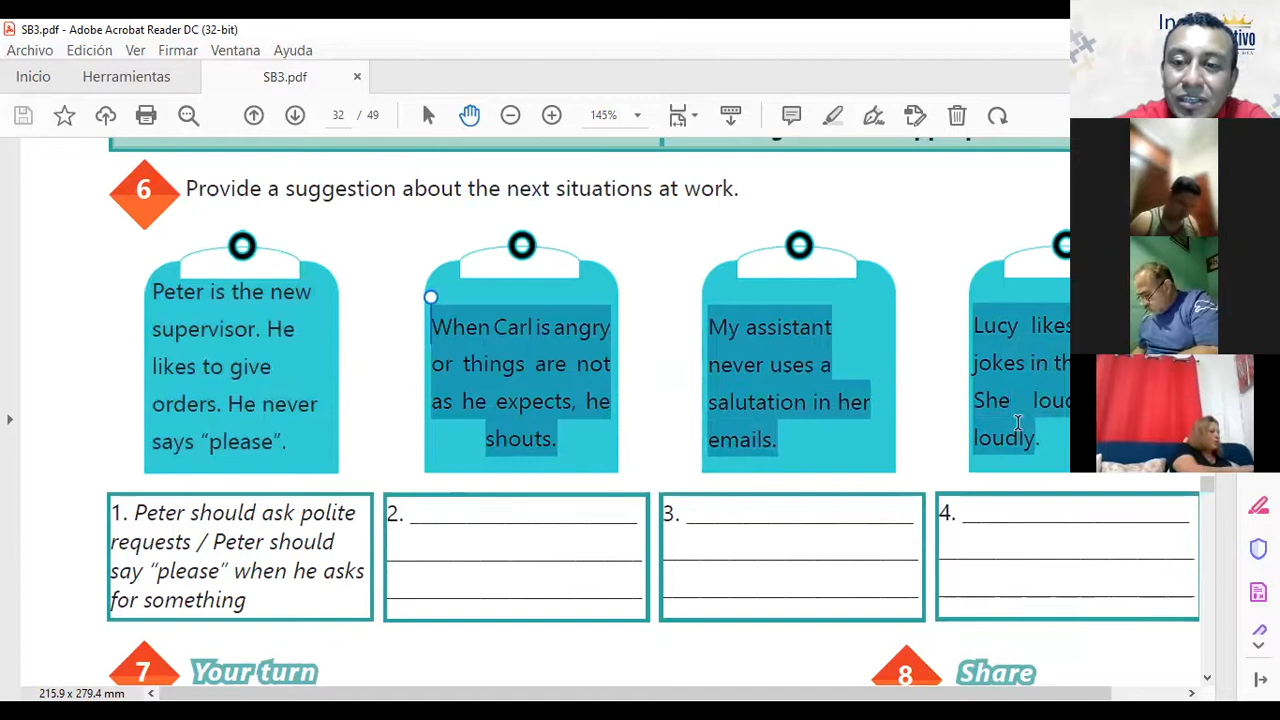 SB3.pdf - Adobe Acrobat Reader DC (32-bit)
Archivo Edición Ver Firmar Ventana Ayuda
Inicio Herramientas SB3.pdf ×
32 / 49 145%
6 Provide a suggestion about the next situations at work.
Peter is the new
supervisor. He
likes to give
orders. He never
says “please”.
When Carl is angry
or things are not
as he expects, he
shouts.
My assistant
never uses a
salutation in her
emails.
Lucy likes
jokes in
She
loudly.
1. Peter should ask polite
requests / Peter should
say “please” when he asks
for something
2.
3.
4.
7 Your turn
8 Share
215.9 x 279.4 mm